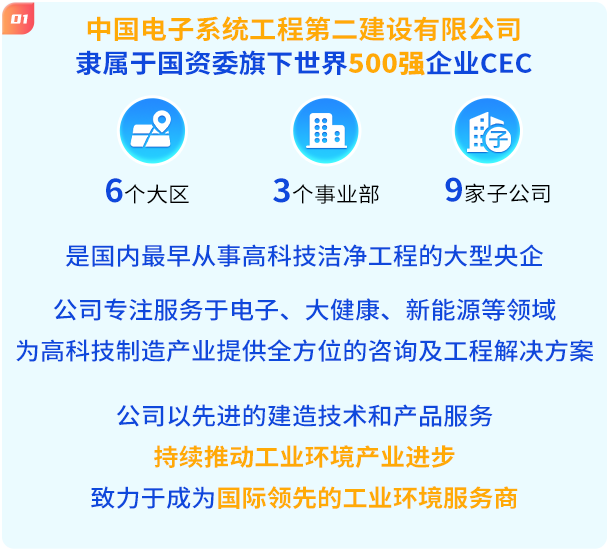 01
中国电子系统工程第二建设有限公司
隶属于国资委旗下世界500强企业CEC
6个大区
3个事业部
子
9家子公司
是国内最早从事高科技洁净工程的大型央企
公司专注服务于电子、大健康、新能源等领域
为高科技制造产业提供全方位的咨询及工程解决方案
公司以先进的建造技术和产品服务
持续推动工业环境产业进步
致力于成为国际领先的工业环境服务商